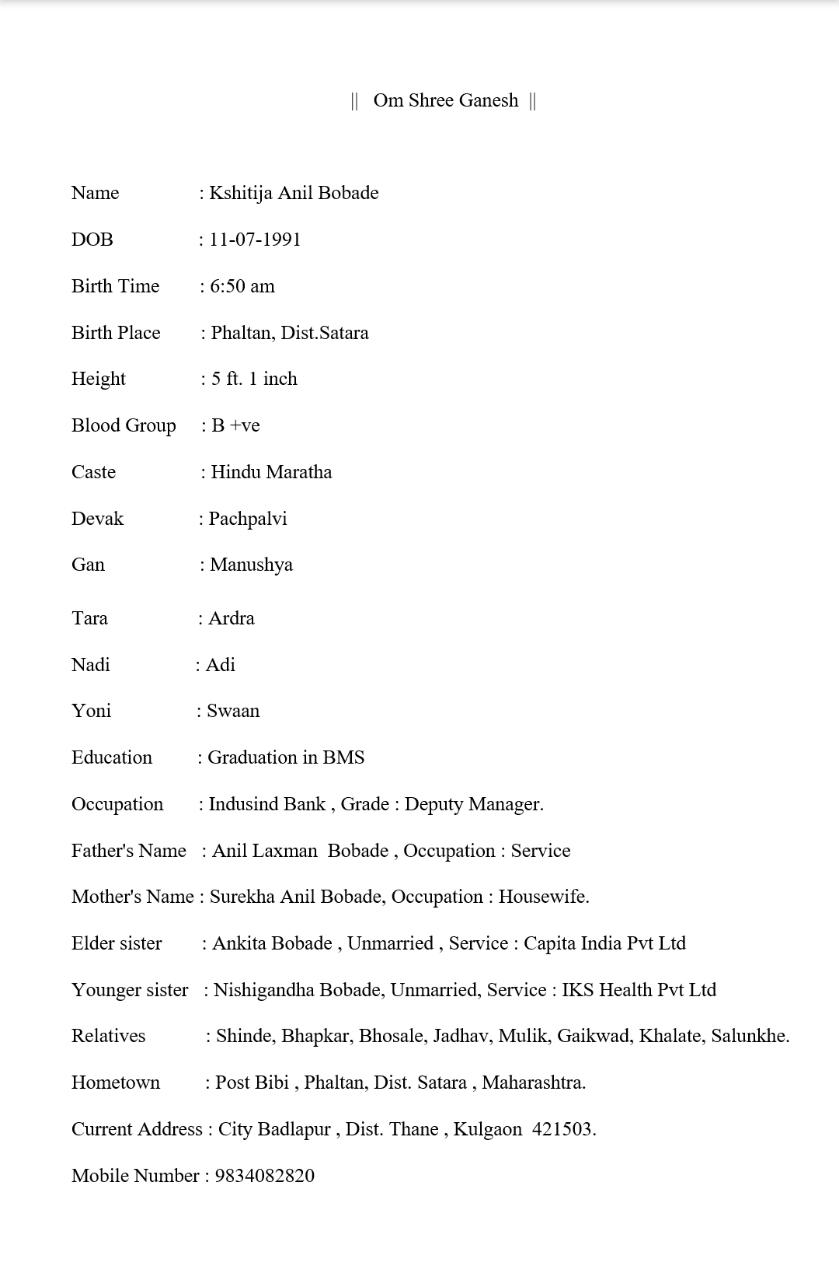 || Om Shree Ganesh ||
Name : Kshitija Anil Bobade
DOB : 11-07-1991
Birth Time : 6:50 am
Birth Place : Phaltan, Dist.Satara
Height : 5 ft. 1 inch
Blood Group : B +ve
Caste : Hindu Maratha
Devak : Pachpalvi
Gan : Manushya
Tara : Ardra
Nadi : Adi
Yoni : Swaan
Education : Graduation in BMS
Occupation : Indusind Bank , Grade : Deputy Manager.
Father's Name : Anil Laxman Bobade , Occupation : Service
Mother's Name : Surekha Anil Bobade, Occupation : Housewife.
Elder sister : Ankita Bobade , Unmarried , Service : Capita India Pvt Ltd
Younger sister : Nishigandha Bobade, Unmarried, Service : IKS Health Pvt Ltd
Relatives : Shinde, Bhapkar, Bhosale, Jadhav, Mulik, Gaikwad, Khalate, Salunkhe.
Hometown : Post Bibi , Phaltan, Dist. Satara , Maharashtra.
Current Address : City Badlapur , Dist. Thane , Kulgaon 421503.
Mobile Number : 9834082820